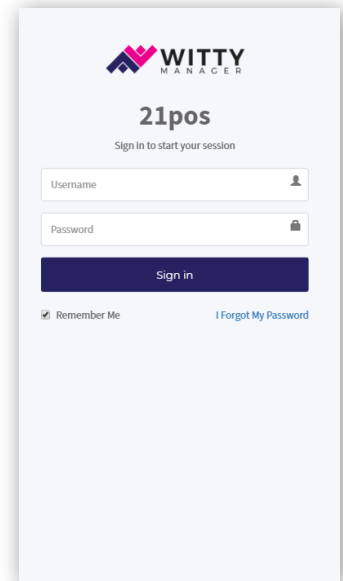 WITTY
MANAGER
21pos
Sign in to start your session
Username
Password
Sign in
Remember Me
I Forgot My Password